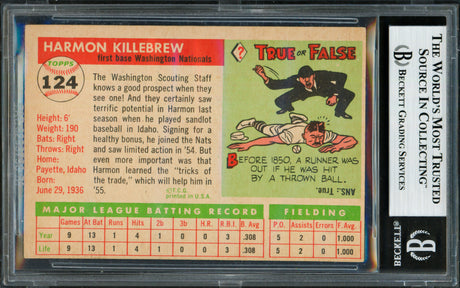 HARMON KILLEBREW
first base Washington Nationals
TOPPS
124
Height: 6'
Weight: 190
Bats: Right
Throws: Right
Home:
Payette, Idaho
Born:
June 29, 1936
The Washington Scouting Staff
knows a good prospect when they
see one! And they certainly saw
terrific potential in Harmon last
season when he played sandlot
baseball in Idaho. Signing for a
healthy bonus, he joined the Nats
and saw limited action in '54. But
even more important was that
Harmon learned the "tricks of
the trade," which will help him in
'55.
©T.C.G.
PRINTED IN U.S.A.
?
TRUE OR FALSE
BEFORE 1850, A RUNNER WAS
OUT IF HE WAS HIT
BY A THROWN BALL.
ANS.: True.
MAJOR LEAGUE BATTING RECORD
FIELDING
Games At Bat Runs Hits 2b 3b H.R. R.B.I. B. Avg. P.O. A. E. F. Avg.
Year 9 13 1 4 1 0 0 3 .308 5 2 0 1.000
Life 9 13 1 4 1 0 0 3 .308 5 2 0 1.000
THE WORLD'S MOST TRUSTED
SOURCE IN COLLECTING™
BECKETT GRADING SERVICES
B
BECKETT
B